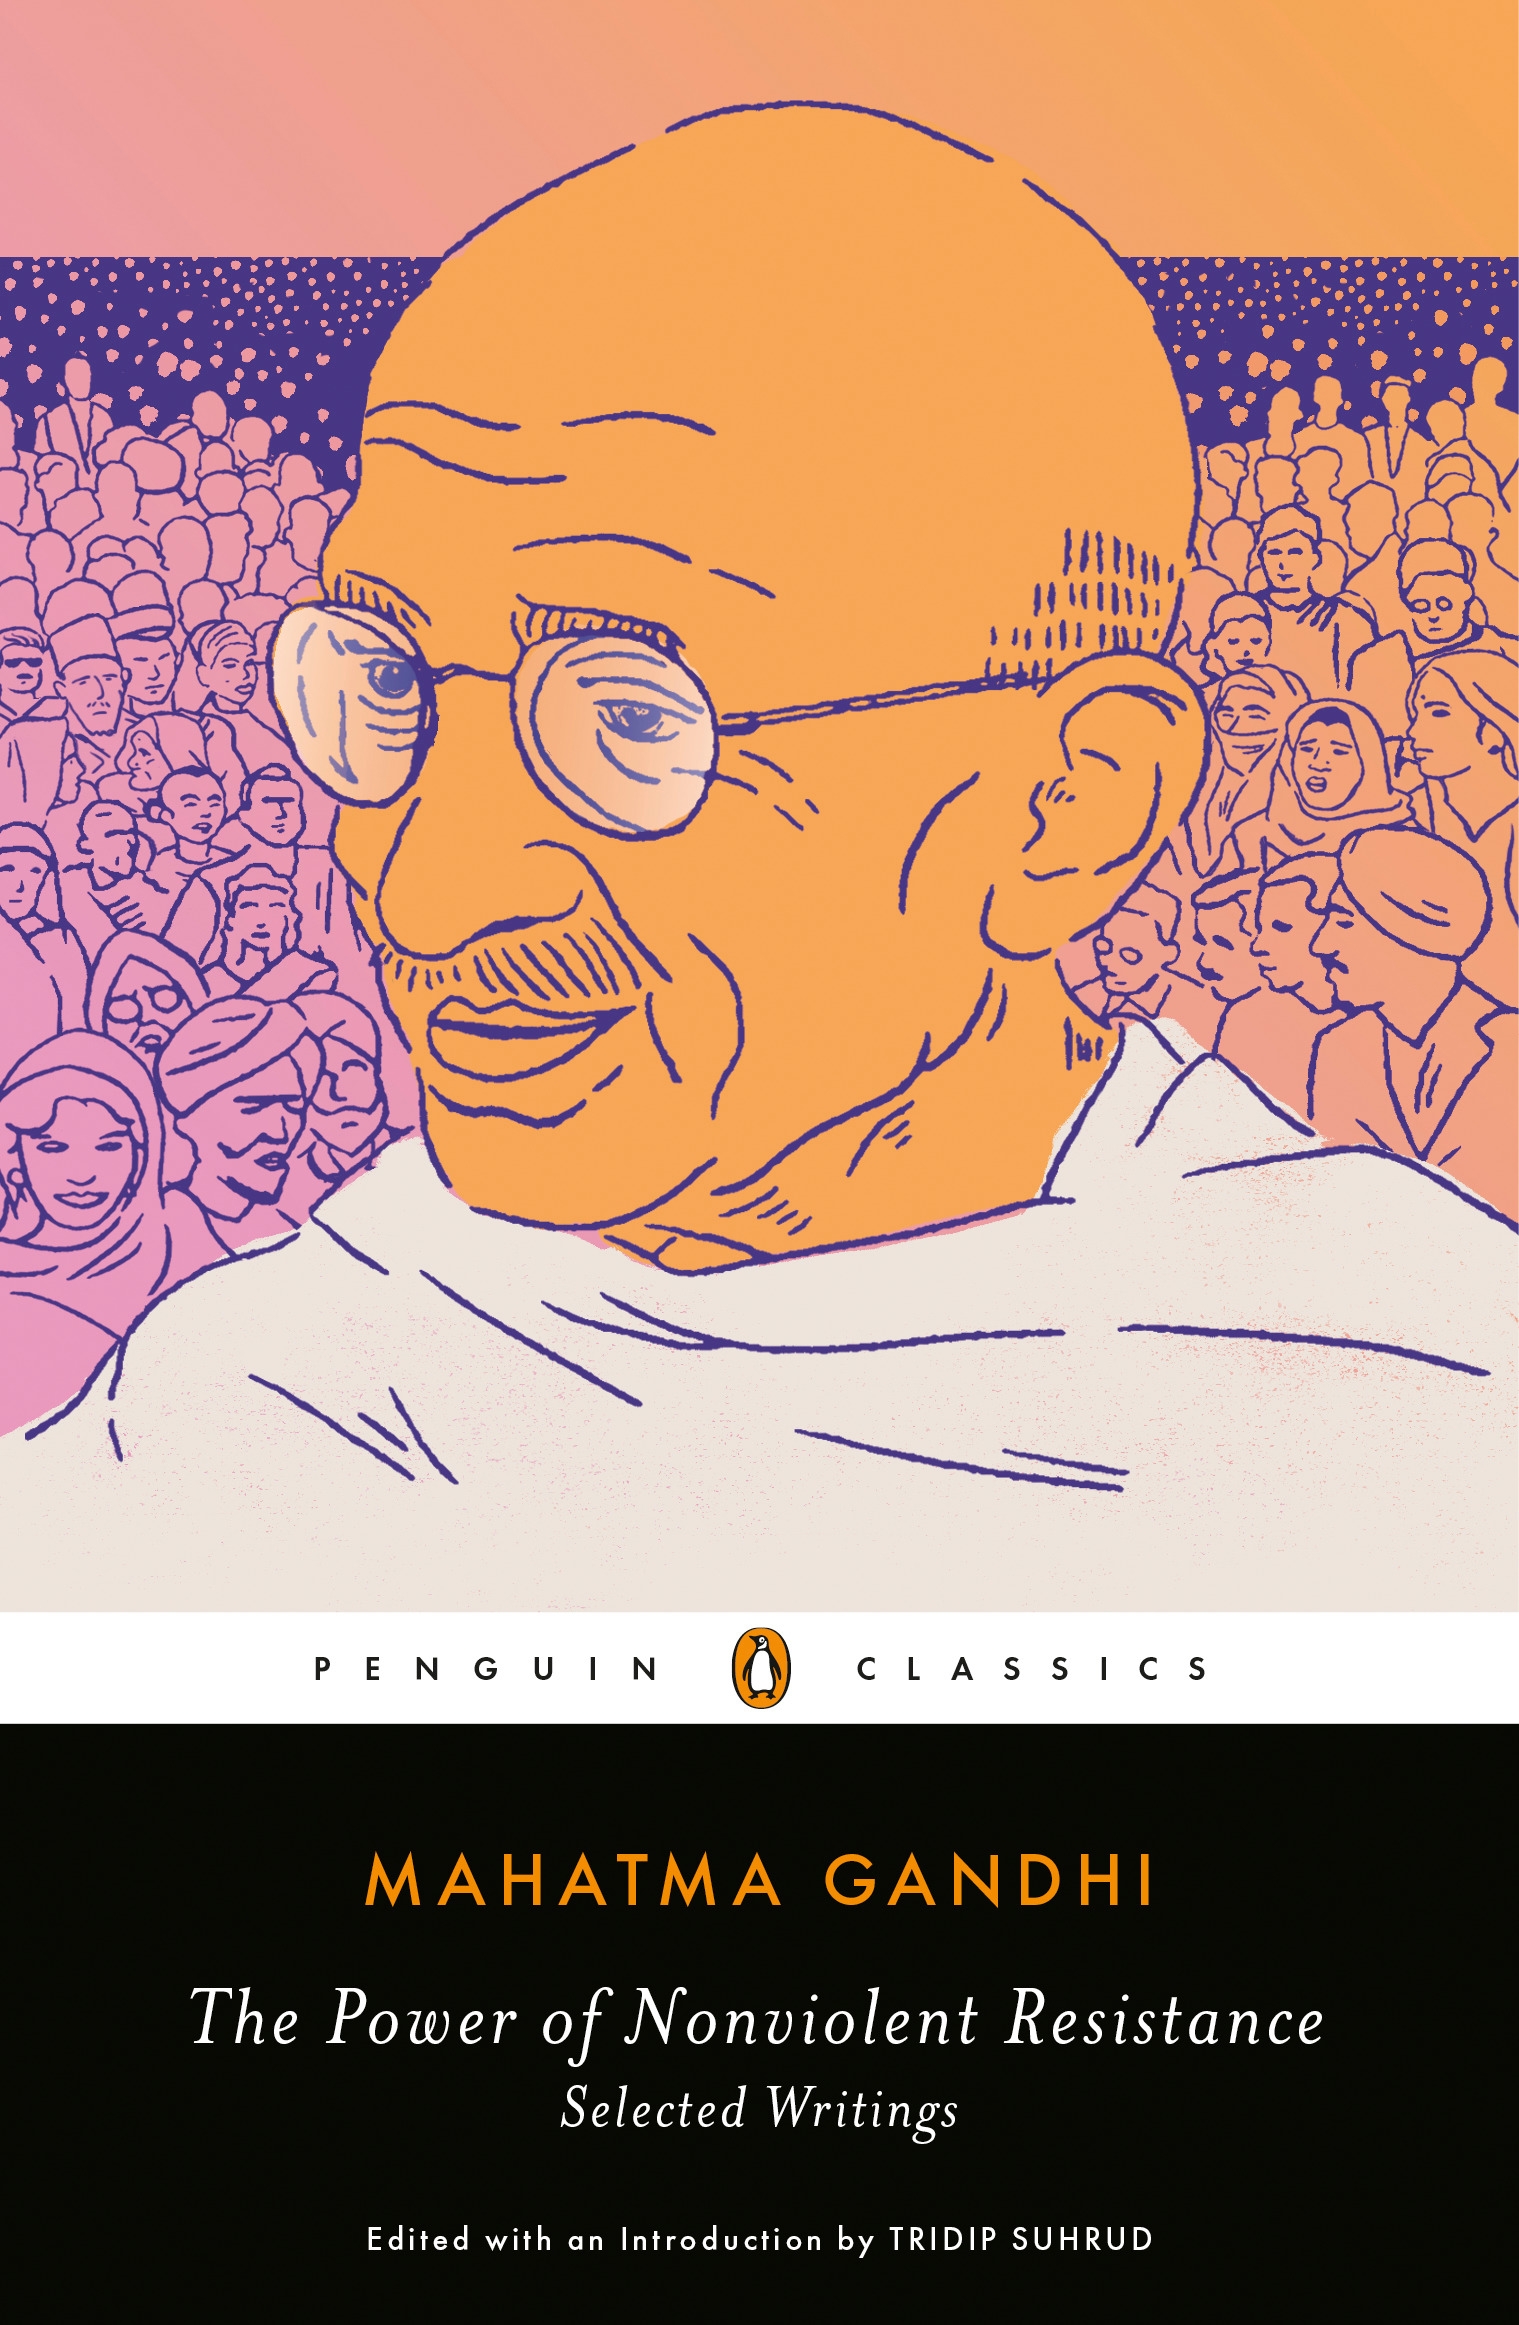 PENGUIN CLASSICS
MAHATMA GANDHI
The Power of Nonviolent Resistance
Selected Writings
Edited with an Introduction by TRIDIP SUHRUD